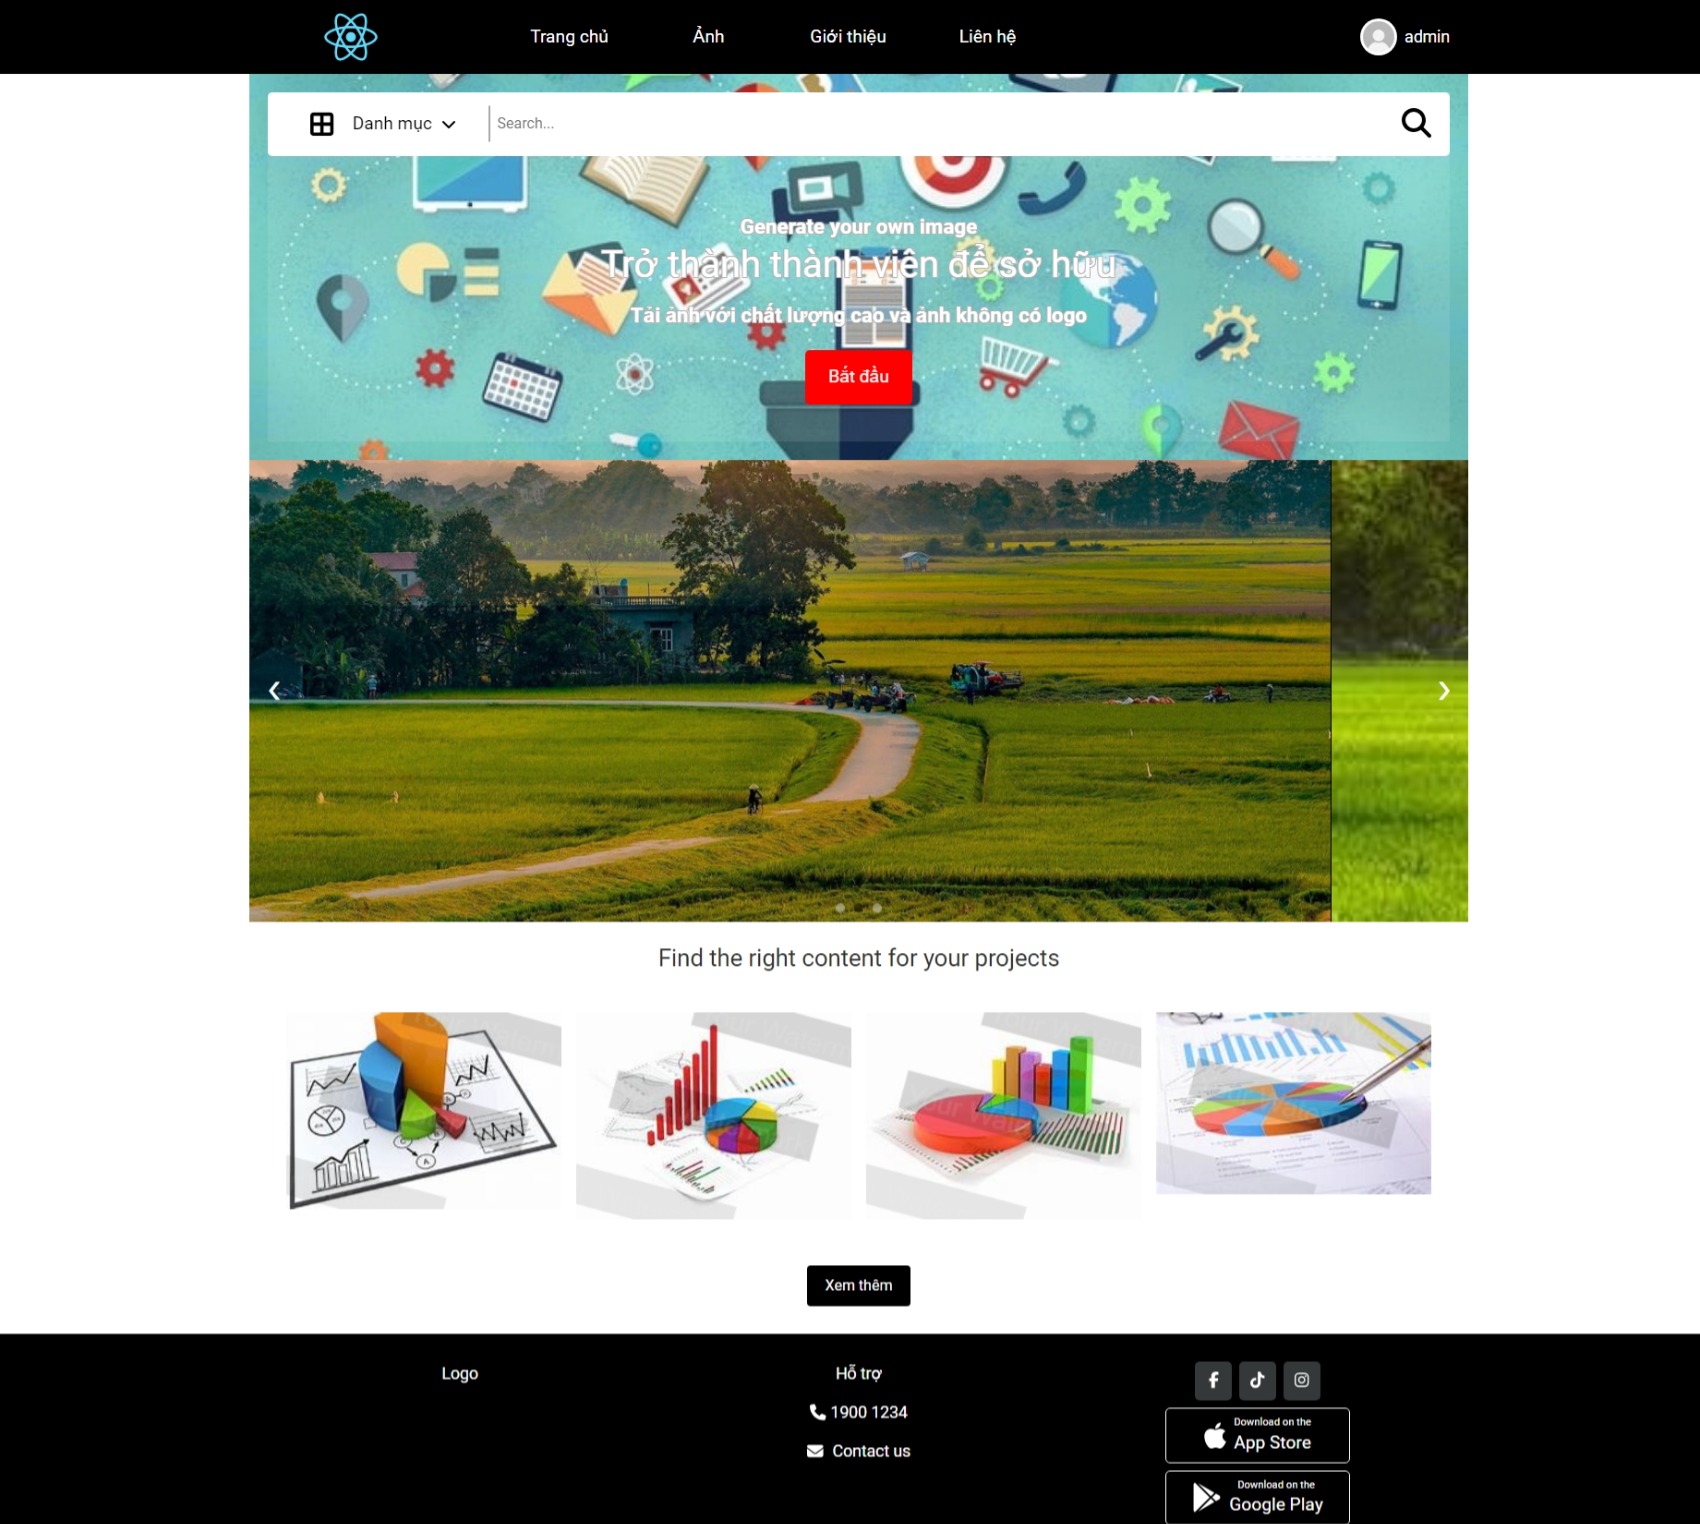 Trang chủ
Ảnh
Giới thiệu
Liên hệ
admin
Danh mục
Search...
Generate your own image
Trở thành thành viên để sở hữu
Tải ảnh với chất lượng cao và ảnh không có logo
Bắt đầu
Find the right content for your projects
Xem thêm
Logo
Hỗ trợ
1900 1234
Contact us
Download on the
App Store
Download on the
Google Play